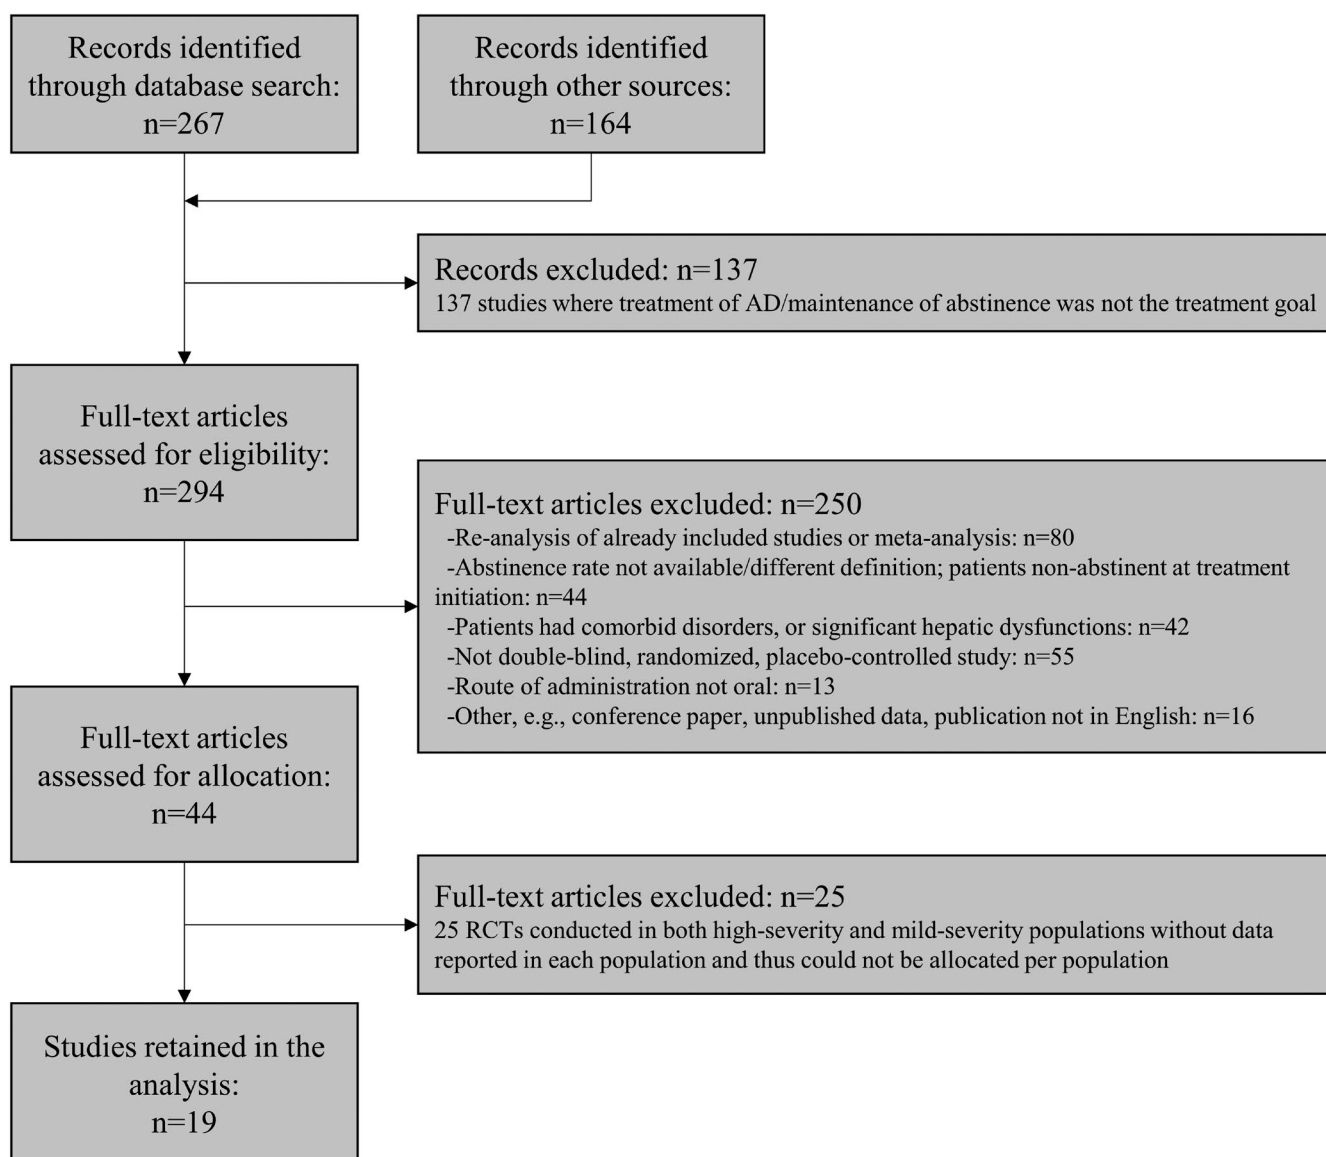 Records identified
through database search:
n=267
Records identified
through other sources:
n=164
Records excluded: n=137
137 studies where treatment of AD/maintenance of abstinence was not the treatment goal
Full-text articles
assessed for eligibility:
n=294
Full-text articles excluded: n=250
-Re-analysis of already included studies or meta-analysis: n=80
-Abstinence rate not available/different definition; patients non-abstinent at treatment
initiation: n=44
-Patients had comorbid disorders, or significant hepatic dysfunctions: n=42
-Not double-blind, randomized, placebo-controlled study: n=55
-Route of administration not oral: n=13
-Other, e.g., conference paper, unpublished data, publication not in English: n=16
Full-text articles
assessed for allocation:
n=44
Full-text articles excluded: n=25
25 RCTs conducted in both high-severity and mild-severity populations without data
reported in each population and thus could not be allocated per population
Studies retained in the
analysis:
n=19